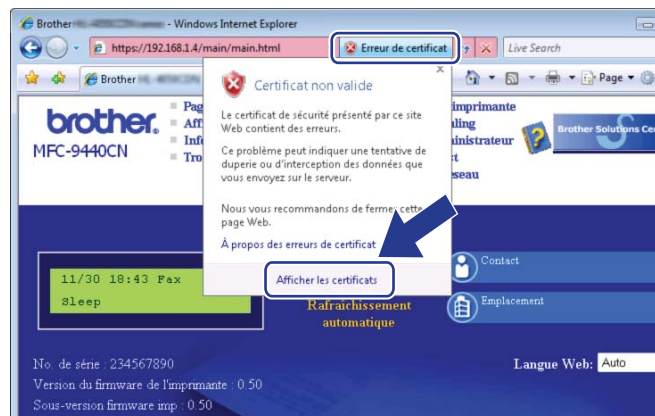 Brother - Windows Internet Explorer
https://192.168.1.4/main/main.html
Erreur de certificat
Live Search
Brother
Page
Certificat non valide
Le certificat de sécurité présenté par ce site
Web contient des erreurs.
Ce problème peut indiquer une tentative de
duperie ou d'interception des données que
vous envoyez sur le serveur.
Nous vous recommandons de fermer cette
page Web.
À propos des erreurs de certificat
Afficher les certificats
brother.
MFC-9440CN
Pag
Aff
Info
Tro
imprimante
Brother Solutions Cen
11/30 18:43 Fax
Sleep
Rafraîchissement
automatique
Contact
Emplacement
No. de série : 234567890
Langue Web: Auto
Version du firmware de l'imprimante : 0.50
Sous-version firmware imp : 0.50